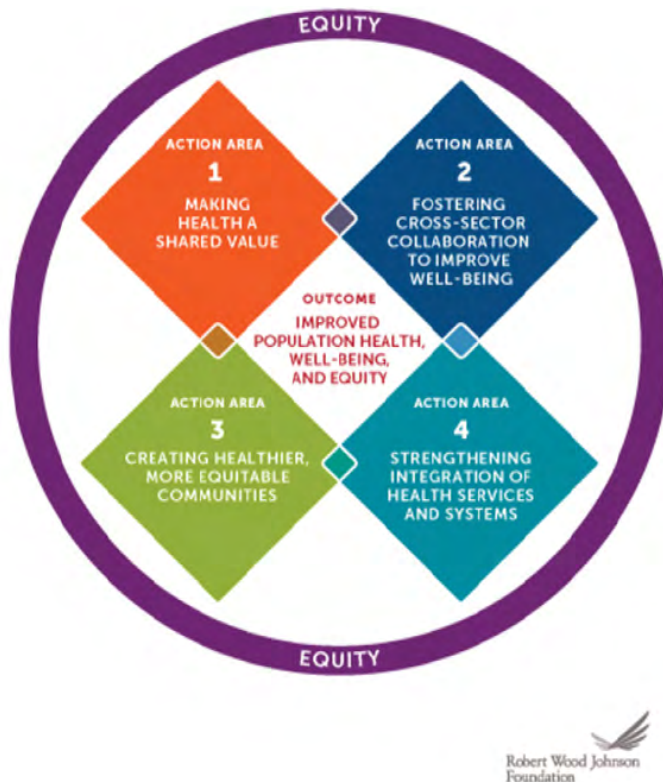 EQUITY
ACTION AREA
1
MAKING
HEALTH A
SHARED VALUE
ACTION AREA
2
FOSTERING
CROSS-SECTOR
COLLABORATION
TO IMPROVE
WELL-BEING
OUTCOME
IMPROVED
POPULATION HEALTH,
WELL-BEING,
AND EQUITY
ACTION AREA
3
CREATING HEALTHIER,
MORE EQUITABLE
COMMUNITIES
ACTION AREA
4
STRENGTHENING
INTEGRATION OF
HEALTH SERVICES
AND SYSTEMS
EQUITY
Robert Wood Johnson
Foundation